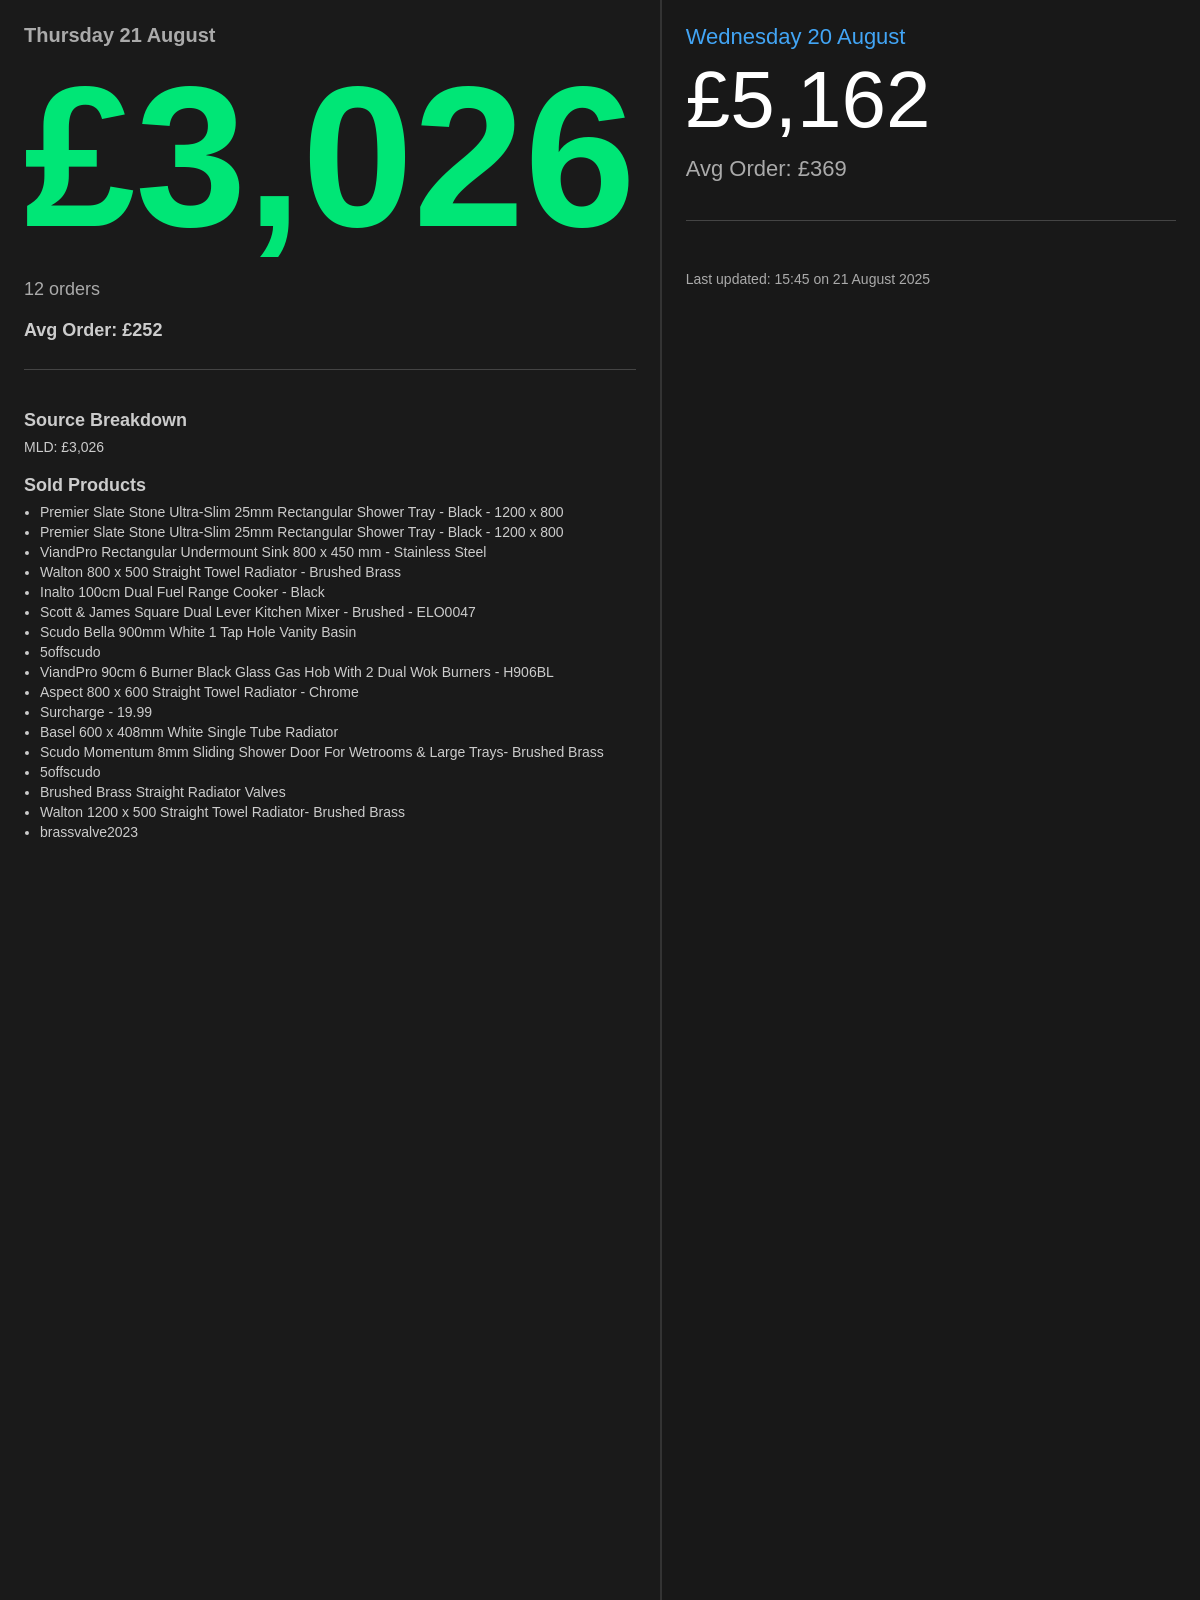 Thursday 21 August
£3,026
12 orders
Avg Order: £252
Source Breakdown
MLD: £3,026
Sold Products
• Premier Slate Stone Ultra-Slim 25mm Rectangular Shower Tray - Black - 1200 x 800
• Premier Slate Stone Ultra-Slim 25mm Rectangular Shower Tray - Black - 1200 x 800
• ViandPro Rectangular Undermount Sink 800 x 450 mm - Stainless Steel
• Walton 800 x 500 Straight Towel Radiator - Brushed Brass
• Inalto 100cm Dual Fuel Range Cooker - Black
• Scott & James Square Dual Lever Kitchen Mixer - Brushed - ELO0047
• Scudo Bella 900mm White 1 Tap Hole Vanity Basin
• 5offscudo
• ViandPro 90cm 6 Burner Black Glass Gas Hob With 2 Dual Wok Burners - H906BL
• Aspect 800 x 600 Straight Towel Radiator - Chrome
• Surcharge - 19.99
• Basel 600 x 408mm White Single Tube Radiator
• Scudo Momentum 8mm Sliding Shower Door For Wetrooms & Large Trays- Brushed Brass
• 5offscudo
• Brushed Brass Straight Radiator Valves
• Walton 1200 x 500 Straight Towel Radiator- Brushed Brass
• brassvalve2023
Wednesday 20 August
£5,162
Avg Order: £369
Last updated: 15:45 on 21 August 2025